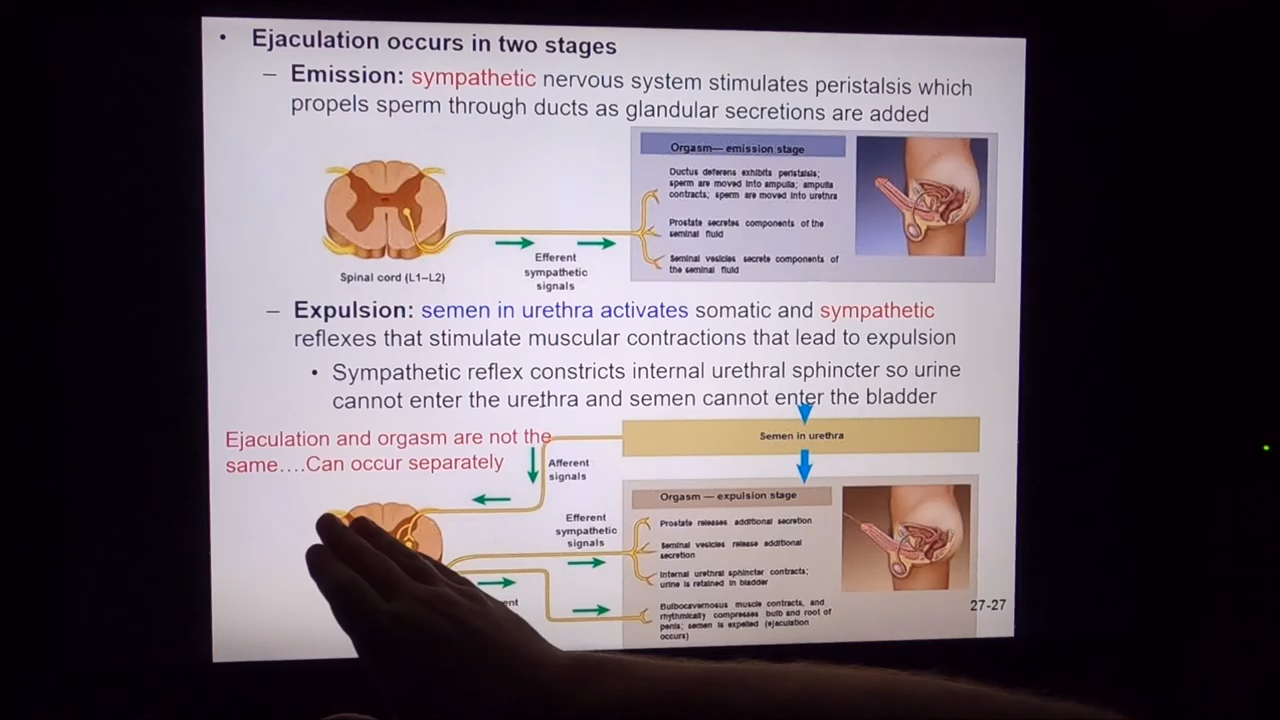 • Ejaculation occurs in two stages
– Emission: sympathetic nervous system stimulates peristalsis which
propels sperm through ducts as glandular secretions are added
Orgasm— emission stage
Ductus deferens exhibits peristalsis;
sperm are moved into ampulla; ampulla
contracts; sperm are moved into urethra
Prostate secretes components of the
seminal fluid
Seminal vesicles secrete components of
the seminal fluid
Efferent
sympathetic
signals
Spinal cord (L1–L2)
– Expulsion: semen in urethra activates somatic and sympathetic
reflexes that stimulate muscular contractions that lead to expulsion
• Sympathetic reflex constricts internal urethral sphincter so urine
cannot enter the urethra and semen cannot enter the bladder
Ejaculation and orgasm are not the
same….Can occur separately
Semen in urethra
Afferent
signals
Orgasm — expulsion stage
Efferent
sympathetic
signals
Prostate releases additional secretion
Seminal vesicles release additional
secretion
Internal urethral sphincter contracts;
urine is retained in bladder
Bulbocavernosus muscle contracts, and
rhythmically compresses bulb and root of
penis; semen is expelled (ejaculation
occurs)
27-27